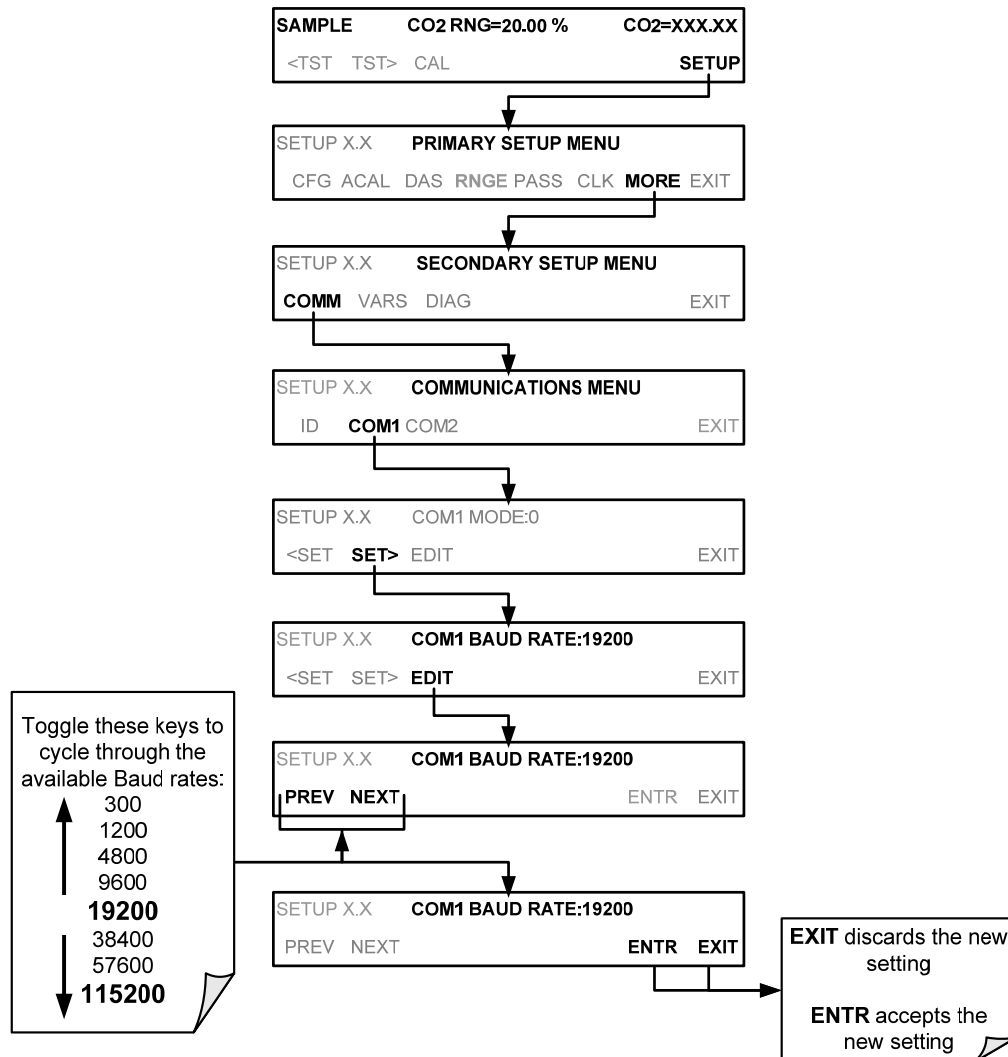 SAMPLE CO2 RNG=20.00 % CO2=XXX.XX
<TST TST> CAL SETUP
SETUP X.X PRIMARY SETUP MENU
CFG ACAL DAS RNGE PASS CLK MORE EXIT
SETUP X.X SECONDARY SETUP MENU
COMM VARS DIAG EXIT
SETUP X.X COMMUNICATIONS MENU
ID COM1 COM2 EXIT
SETUP X.X COM1 MODE:0
<SET SET> EDIT EXIT
SETUP X.X COM1 BAUD RATE:19200
<SET SET> EDIT EXIT
SETUP X.X COM1 BAUD RATE:19200
PREV NEXT ENTR EXIT
Toggle these keys to
cycle through the
available Baud rates:
300
1200
4800
9600
19200
38400
57600
115200
SETUP X.X COM1 BAUD RATE:19200
PREV NEXT ENTR EXIT
EXIT discards the new
setting
ENTR accepts the
new setting